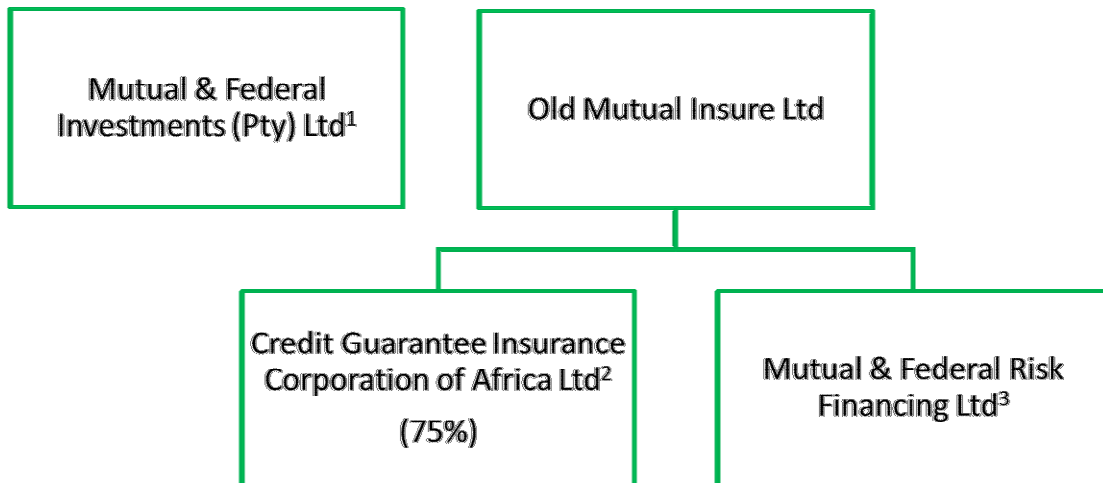 Mutual & Federal
Investments (Pty) Ltd¹
Old Mutual Insure Ltd
Credit Guarantee Insurance
Corporation of Africa Ltd²
(75%)
Mutual & Federal Risk
Financing Ltd³